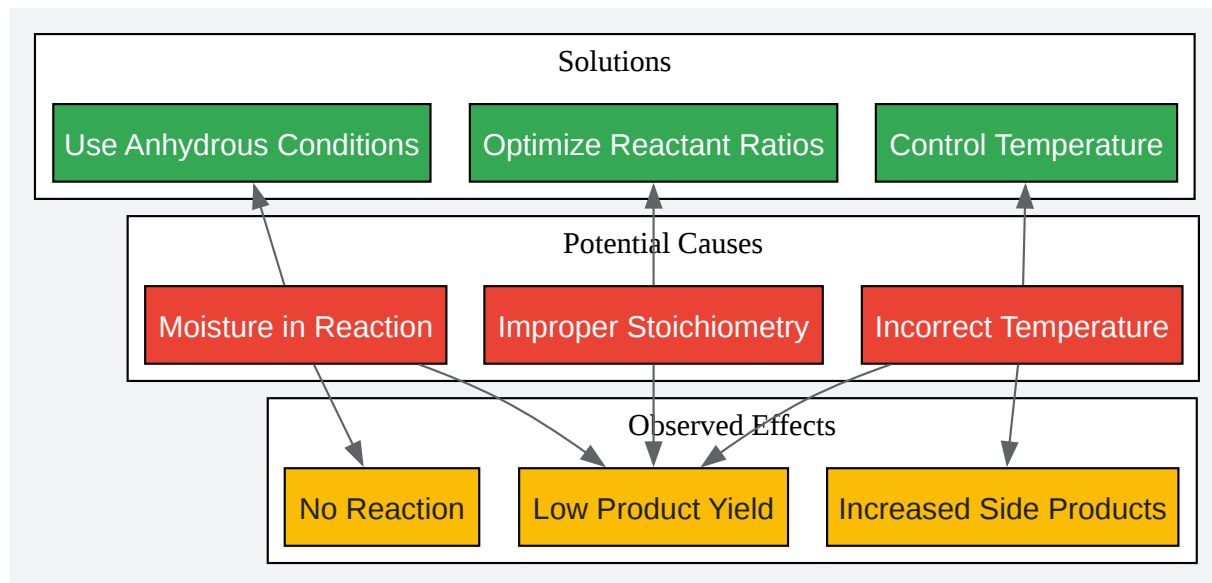 Solutions
Use Anhydrous Conditions
Optimize Reactant Ratios
Control Temperature
Potential Causes
Moisture in Reaction
Improper Stoichiometry
Incorrect Temperature
Observed Effects
No Reaction
Low Product Yield
Increased Side Products